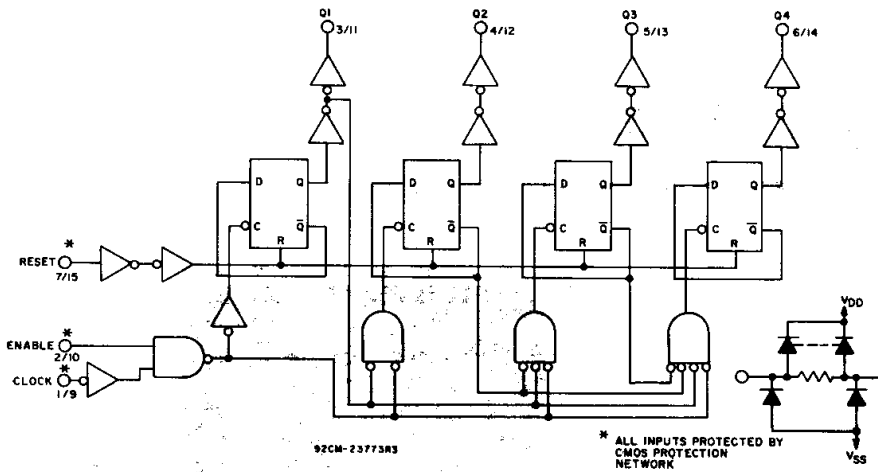 Q1
3/11
Q2
4/12
Q3
5/13
Q4
6/14
D Q
C Q̅
R
D Q
C Q̅
R
D Q
C Q̅
R
D Q
C Q̅
R
*
RESET
7/15
*
ENABLE
2/10
*
CLOCK
1/9
VDD
VSS
92CM-23773R3
* ALL INPUTS PROTECTED BY
CMOS PROTECTION
NETWORK